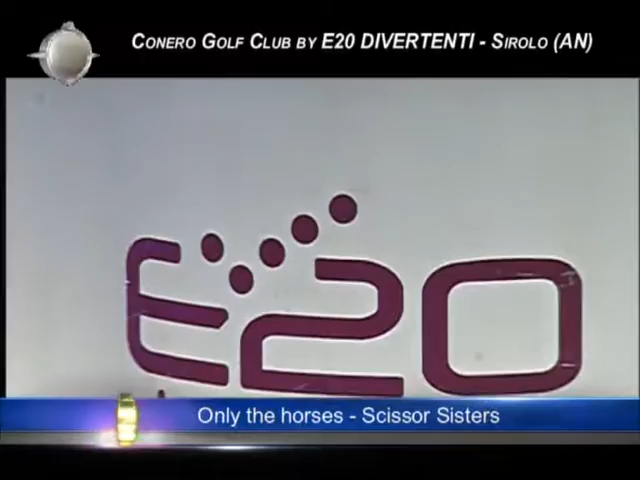 CONERO GOLF CLUB BY E20 DIVERTENTI - SIROLO (AN)
E20
Only the horses - Scissor Sisters